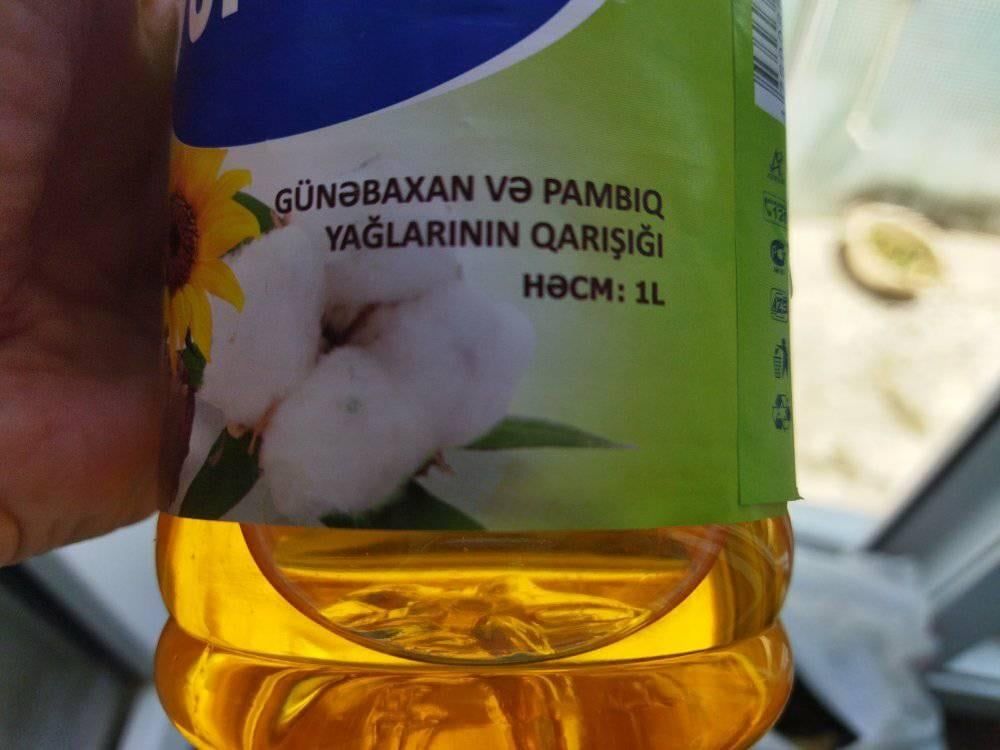 GÜNƏBAXAN VƏ PAMBIQ
YAĞLARININ QARIŞIĞI
HƏCM: 1L